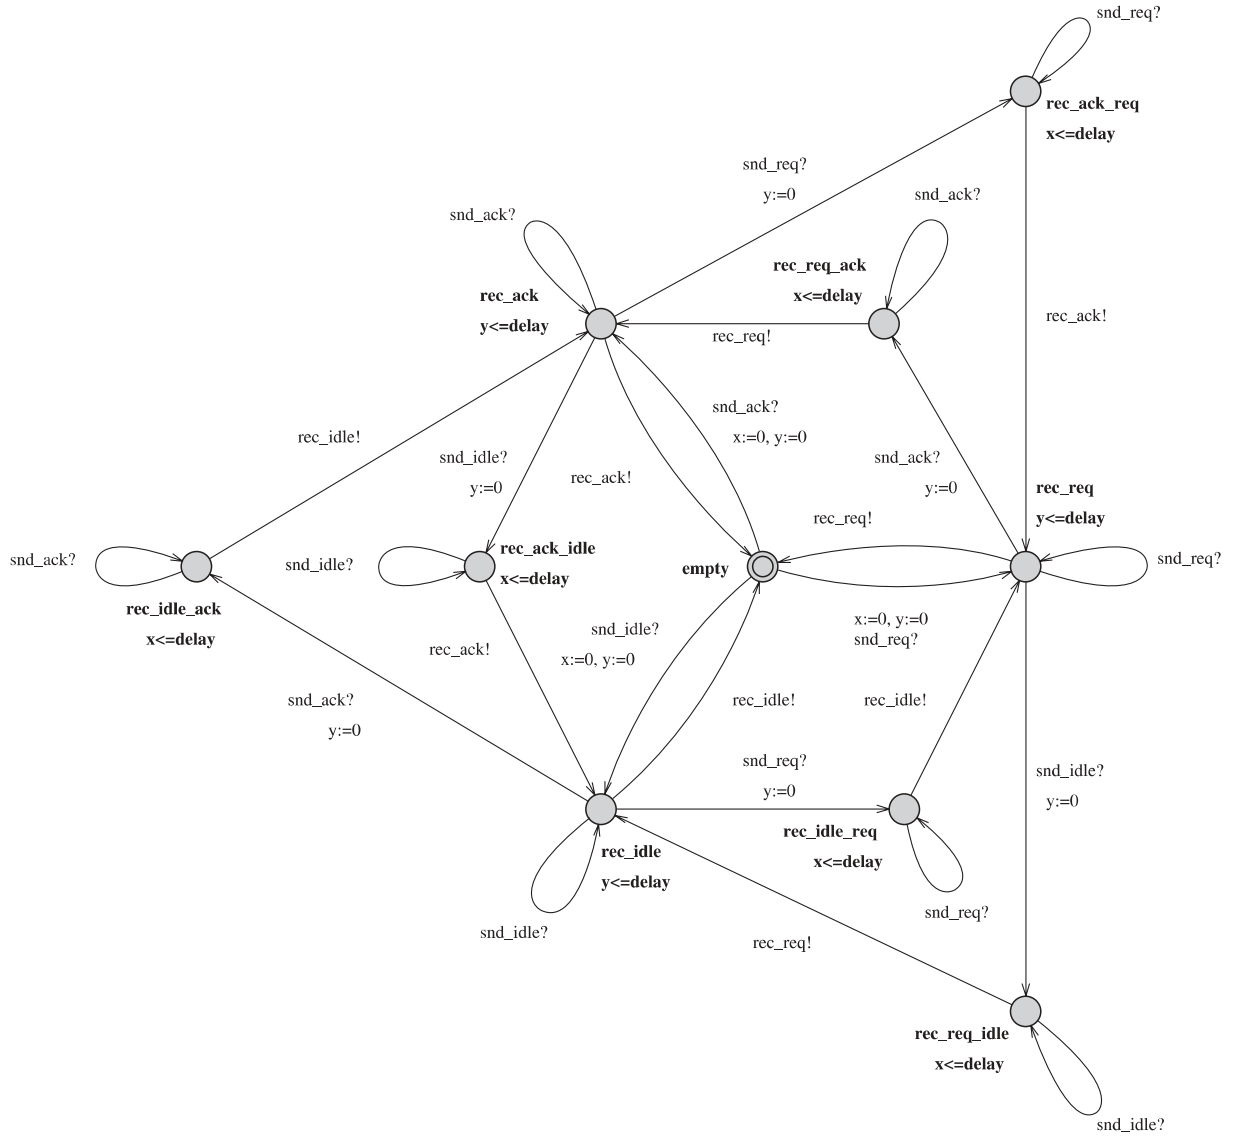 snd_req?
rec_ack_req
x<=delay
snd_req?
y:=0
snd_ack?
snd_ack?
rec_req_ack
x<=delay
rec_ack
y<=delay
rec_ack!
rec_req!
snd_ack?
x:=0, y:=0
rec_idle!
snd_idle?
y:=0
rec_ack!
snd_ack?
y:=0
rec_req
y<=delay
rec_req!
rec_ack_idle
x<=delay
snd_ack?
snd_idle?
empty
snd_req?
rec_idle_ack
x<=delay
x:=0, y:=0
snd_req?
snd_idle?
x:=0, y:=0
rec_ack!
snd_ack?
y:=0
rec_idle!
rec_idle!
snd_req?
y:=0
snd_idle?
y:=0
rec_idle_req
x<=delay
rec_idle
y<=delay
snd_req?
snd_idle?
rec_req!
rec_req_idle
x<=delay
snd_idle?